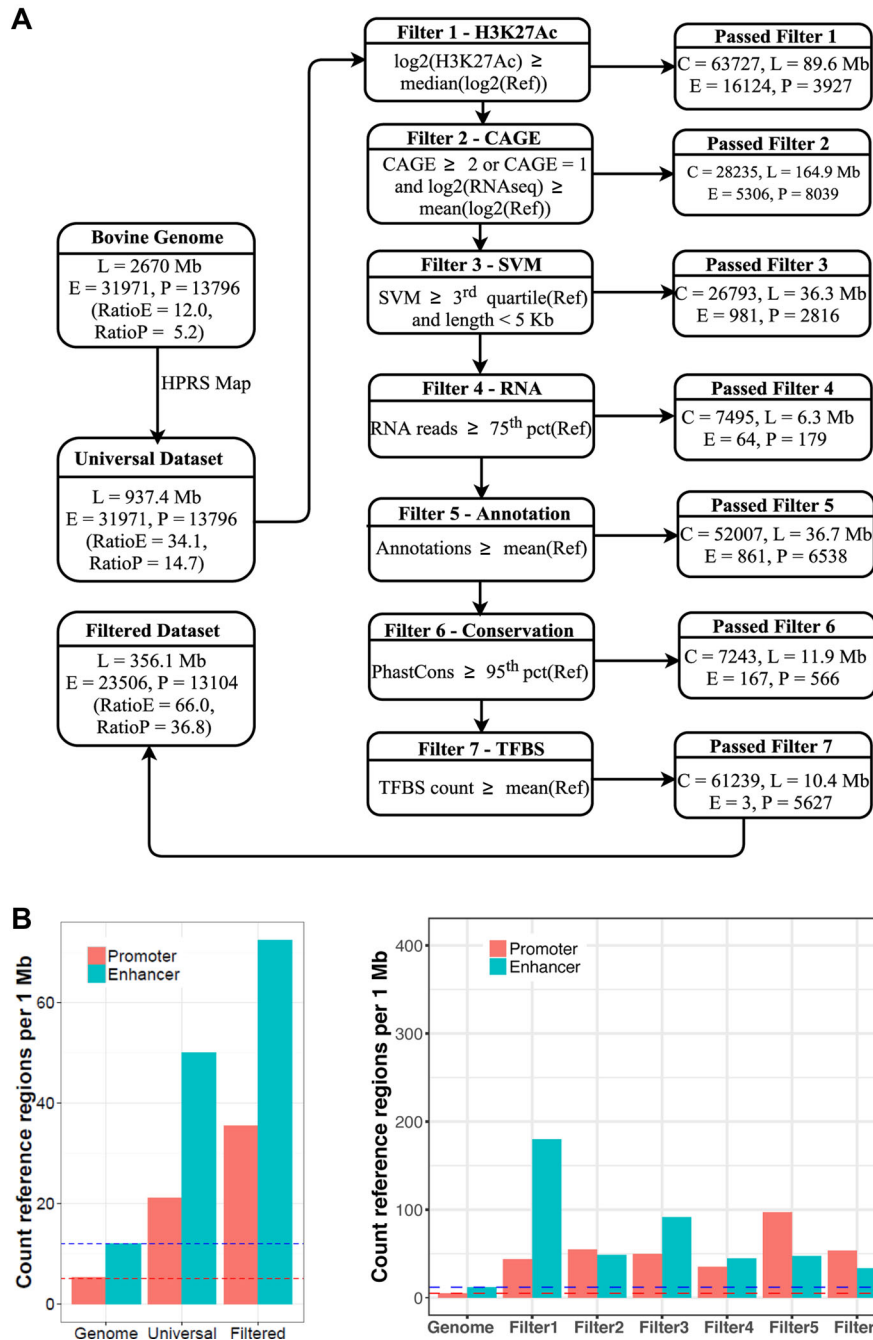 A
Filter 1 - H3K27Ac
log2(H3K27Ac) ≥
median(log2(Ref))
Passed Filter 1
C = 63727, L = 89.6 Mb
E = 16124, P = 3927
Filter 2 - CAGE
CAGE ≥ 2 or CAGE = 1
and log2(RNAseq) ≥
mean(log2(Ref))
Passed Filter 2
C = 28235, L = 164.9 Mb
E = 5306, P = 8039
Bovine Genome
L = 2670 Mb
E = 31971, P = 13796
(RatioE = 12.0,
RatioP = 5.2)
Filter 3 - SVM
SVM ≥ 3rd quartile(Ref)
and length < 5 Kb
Passed Filter 3
C = 26793, L = 36.3 Mb
E = 981, P = 2816
HPRS Map
Filter 4 - RNA
RNA reads ≥ 75th pct(Ref)
Passed Filter 4
C = 7495, L = 6.3 Mb
E = 64, P = 179
Universal Dataset
L = 937.4 Mb
E = 31971, P = 13796
(RatioE = 34.1,
RatioP = 14.7)
Filter 5 - Annotation
Annotations ≥ mean(Ref)
Passed Filter 5
C = 52007, L = 36.7 Mb
E = 861, P = 6538
Filtered Dataset
L = 356.1 Mb
E = 23506, P = 13104
(RatioE = 66.0,
RatioP = 36.8)
Filter 6 - Conservation
PhastCons ≥ 95th pct(Ref)
Passed Filter 6
C = 7243, L = 11.9 Mb
E = 167, P = 566
Filter 7 - TFBS
TFBS count ≥ mean(Ref)
Passed Filter 7
C = 61239, L = 10.4 Mb
E = 3, P = 5627
B
Count reference regions per 1 Mb
60
40
20
0
Promoter
Enhancer
Genome Universal Filtered
Count reference regions per 1 Mb
400
300
200
100
0
Promoter
Enhancer
Genome Filter1 Filter2 Filter3 Filter4 Filter5 Filter